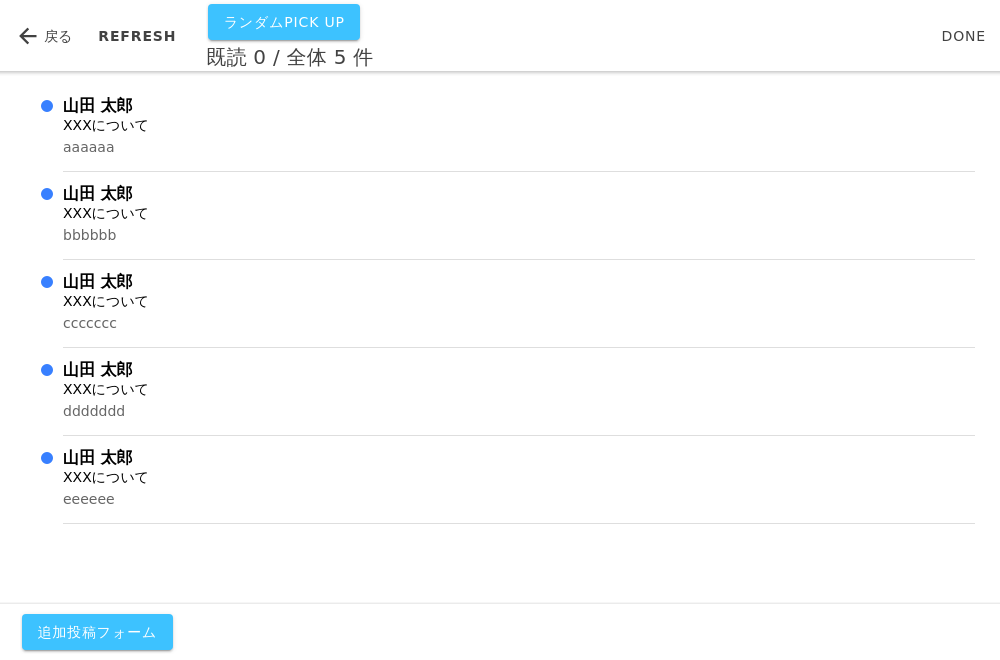 戻る
REFRESH
ランダムPICK UP
既読 0 / 全体 5 件
DONE
山田 太郎
XXXについて
aaaaaa
山田 太郎
XXXについて
bbbbbb
山田 太郎
XXXについて
ccccccc
山田 太郎
XXXについて
ddddddd
山田 太郎
XXXについて
eeeeee
追加投稿フォーム